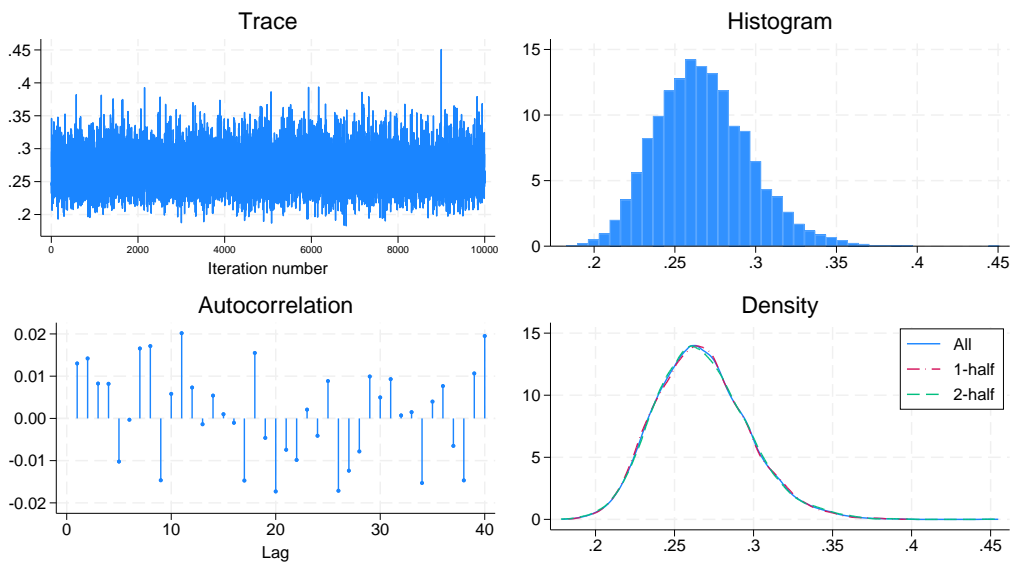 Trace
.45
.4
.35
.3
.25
.2
0 2000 4000 6000 8000 10000
Iteration number
Histogram
15
10
5
0
.2 .25 .3 .35 .4 .45
Autocorrelation
0.02
0.01
0.00
-0.01
-0.02
0 10 20 30 40
Lag
Density
15
10
5
0
.2 .25 .3 .35 .4 .45
All
1-half
2-half